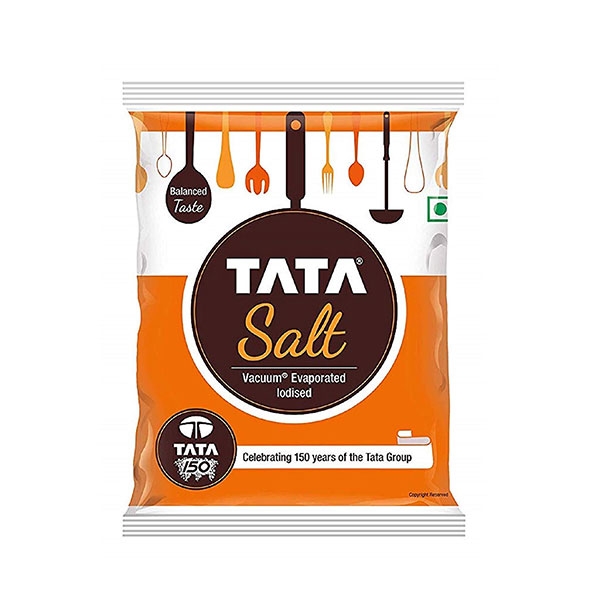 Balanced
Taste
TATA®
Salt
Vacuum® Evaporated
Iodised
TATA
150
Celebrating 150 years of the Tata Group
Copyright Reserved